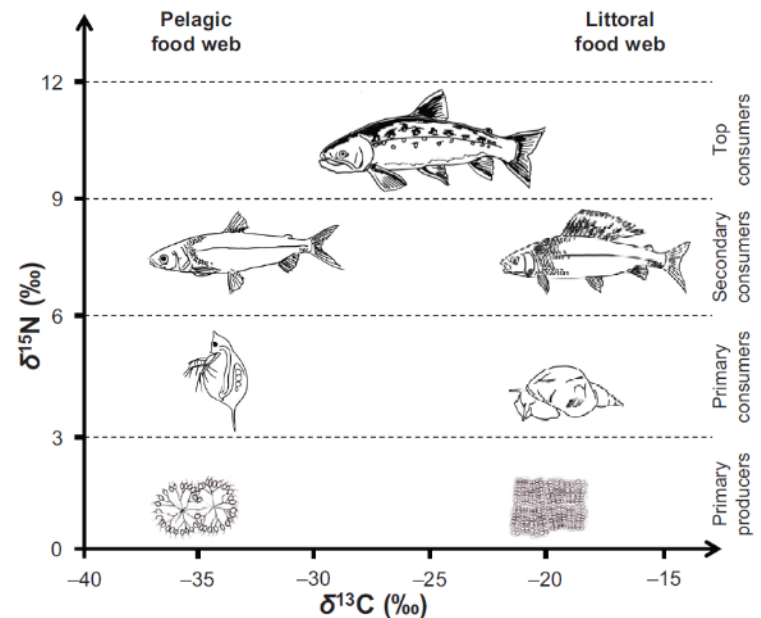 Pelagic
food web
Littoral
food web
12
9
6
3
0
δ15N (‰)
Top
consumers
Secondary
consumers
Primary
consumers
Primary
producers
–40
–35
–30
–25
–20
–15
δ13C (‰)